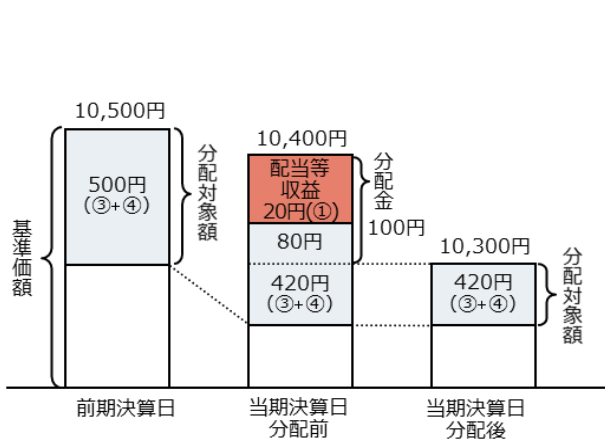 10,500円
500円
(③+④)
分配対象額
基準価額
前期決算日
10,400円
配当等
収益
20円(①)
80円
420円
(③+④)
分配金
100円
当期決算日
分配前
10,300円
420円
(③+④)
分配対象額
当期決算日
分配後